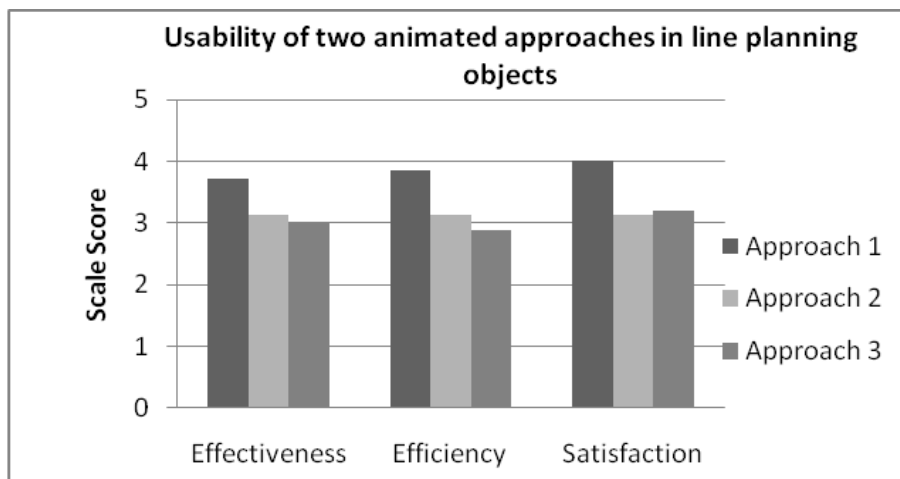 Usability of two animated approaches in line planning
objects
5
4
3
2
1
0
Scale Score
Effectiveness
Efficiency
Satisfaction
Approach 1
Approach 2
Approach 3